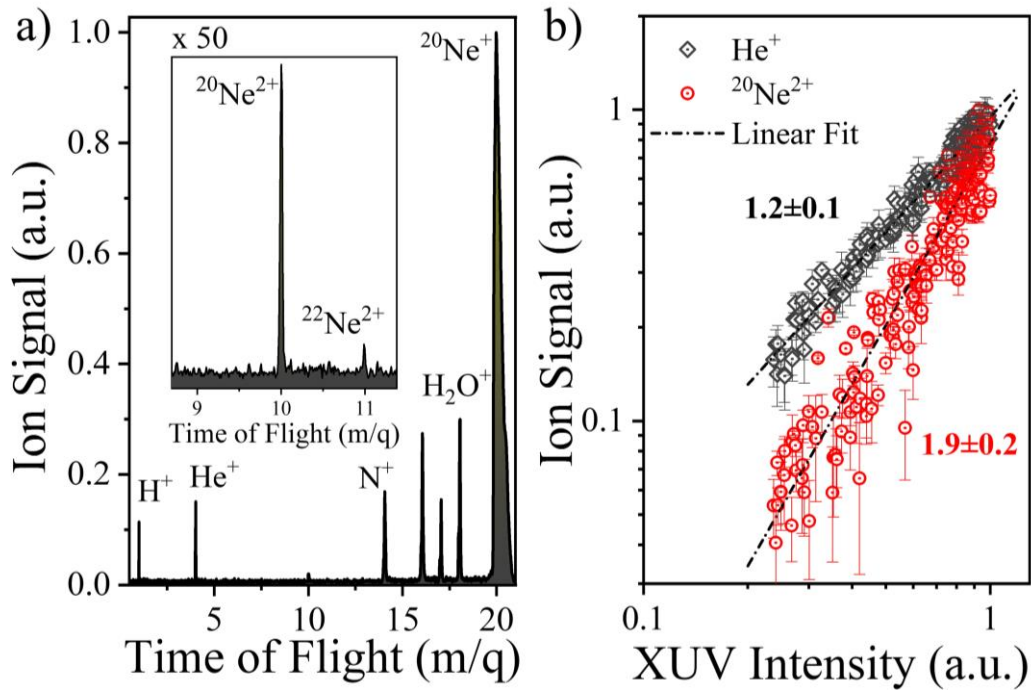 a)
Ion Signal (a.u.)
1.0
0.8
0.6
0.4
0.2
0.0
x 50
²⁰Ne²⁺
²²Ne²⁺
9 10 11
Time of Flight (m/q)
²⁰Ne⁺
H₂O⁺
H⁺
He⁺
N⁺
5 10 15 20
Time of Flight (m/q)
b)
Ion Signal (a.u.)
1
0.1
He⁺
²⁰Ne²⁺
Linear Fit
1.2±0.1
1.9±0.2
0.1 1
XUV Intensity (a.u.)